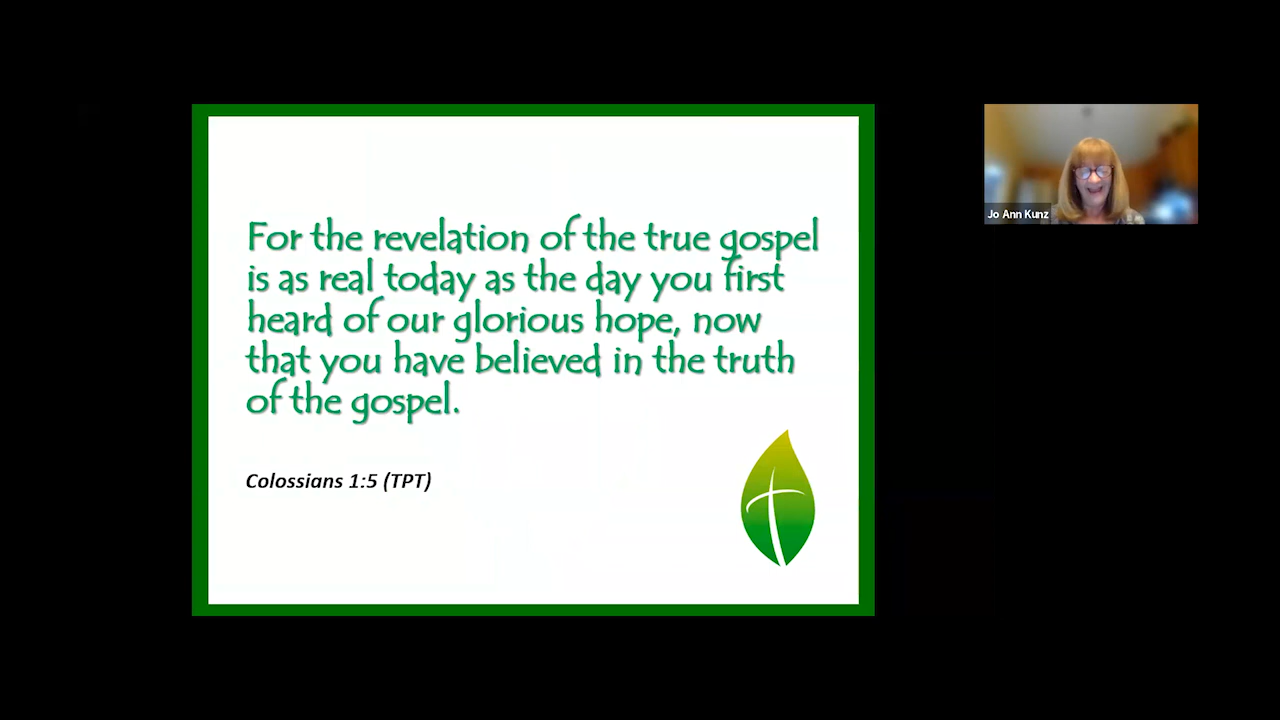 For the revelation of the true gospel
is as real today as the day you first
heard of our glorious hope, now
that you have believed in the truth
of the gospel.
Colossians 1:5 (TPT)
Jo Ann Kunz